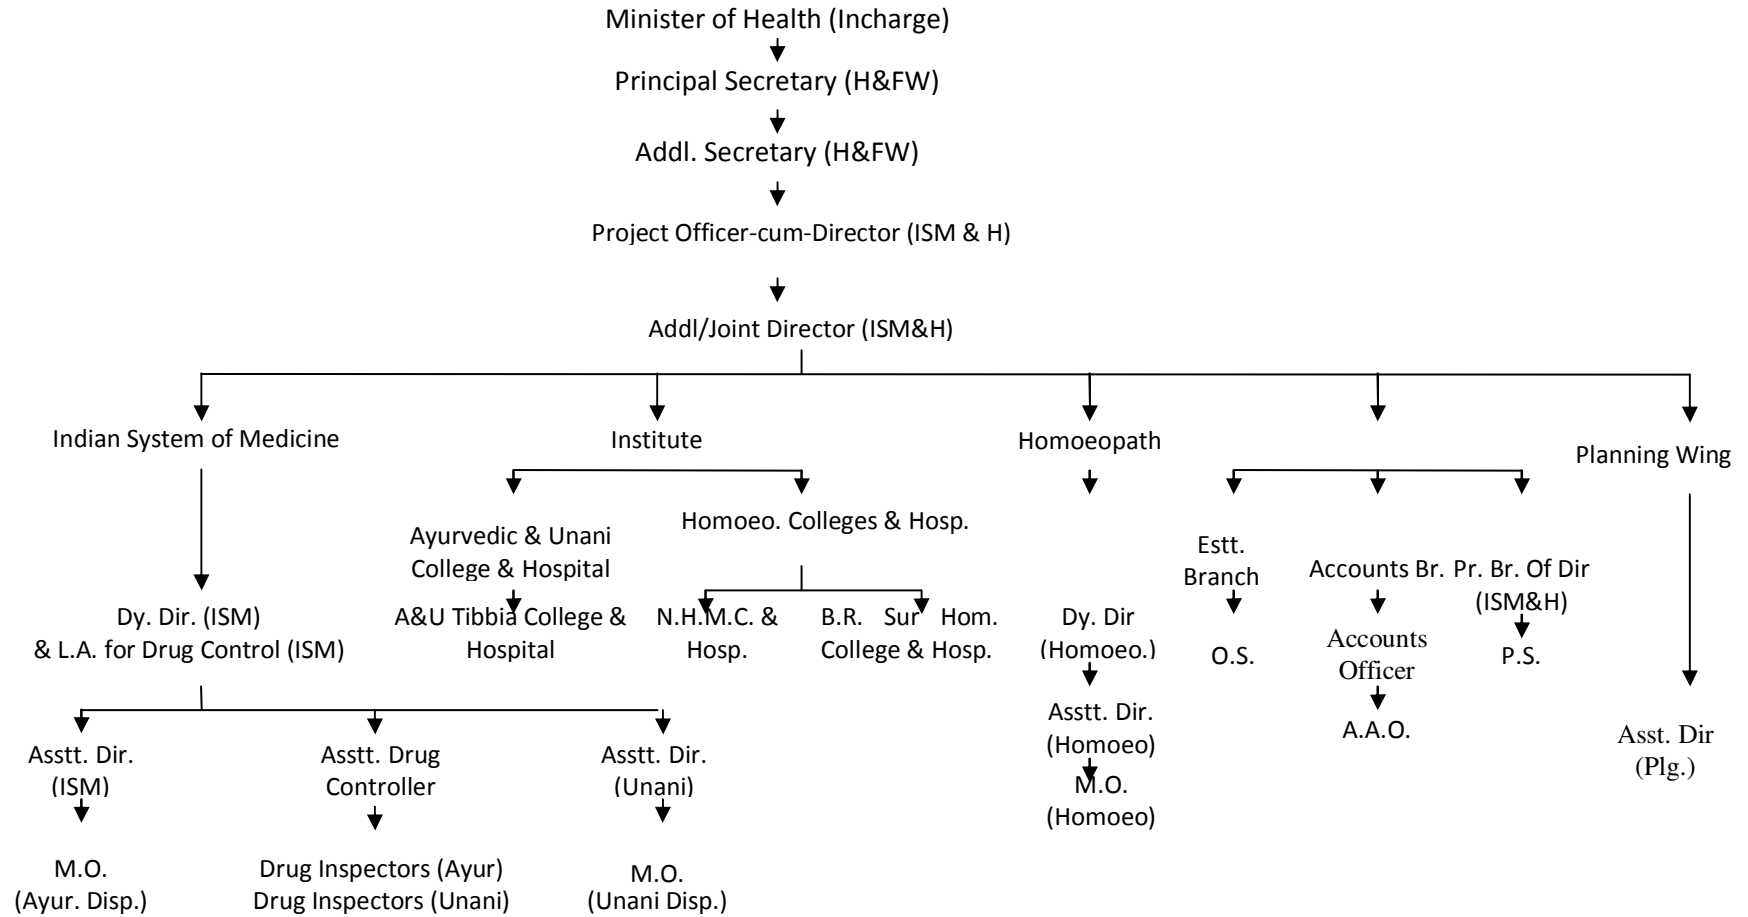 Minister of Health (Incharge)
Principal Secretary (H&FW)
Addl. Secretary (H&FW)
Project Officer-cum-Director (ISM & H)
Addl/Joint Director (ISM&H)
Indian System of Medicine
Institute
Homoeopath
Planning Wing
Ayurvedic & Unani
College & Hospital
Homoeo. Colleges & Hosp.
Estt.
Branch
Accounts Br.
Pr. Br. Of Dir
(ISM&H)
Dy. Dir. (ISM)
& L.A. for Drug Control (ISM)
A&U Tibbia College &
Hospital
N.H.M.C. &
Hosp.
B.R. Sur Hom.
College & Hosp.
Dy. Dir
(Homoeo.)
O.S.
Accounts
Officer
P.S.
Asstt. Dir.
(Homoeo)
A.A.O.
Asst. Dir
(Plg.)
Asstt. Dir.
(ISM)
Asstt. Drug
Controller
Asstt. Dir.
(Unani)
M.O.
(Homoeo)
M.O.
(Ayur. Disp.)
Drug Inspectors (Ayur)
Drug Inspectors (Unani)
M.O.
(Unani Disp.)